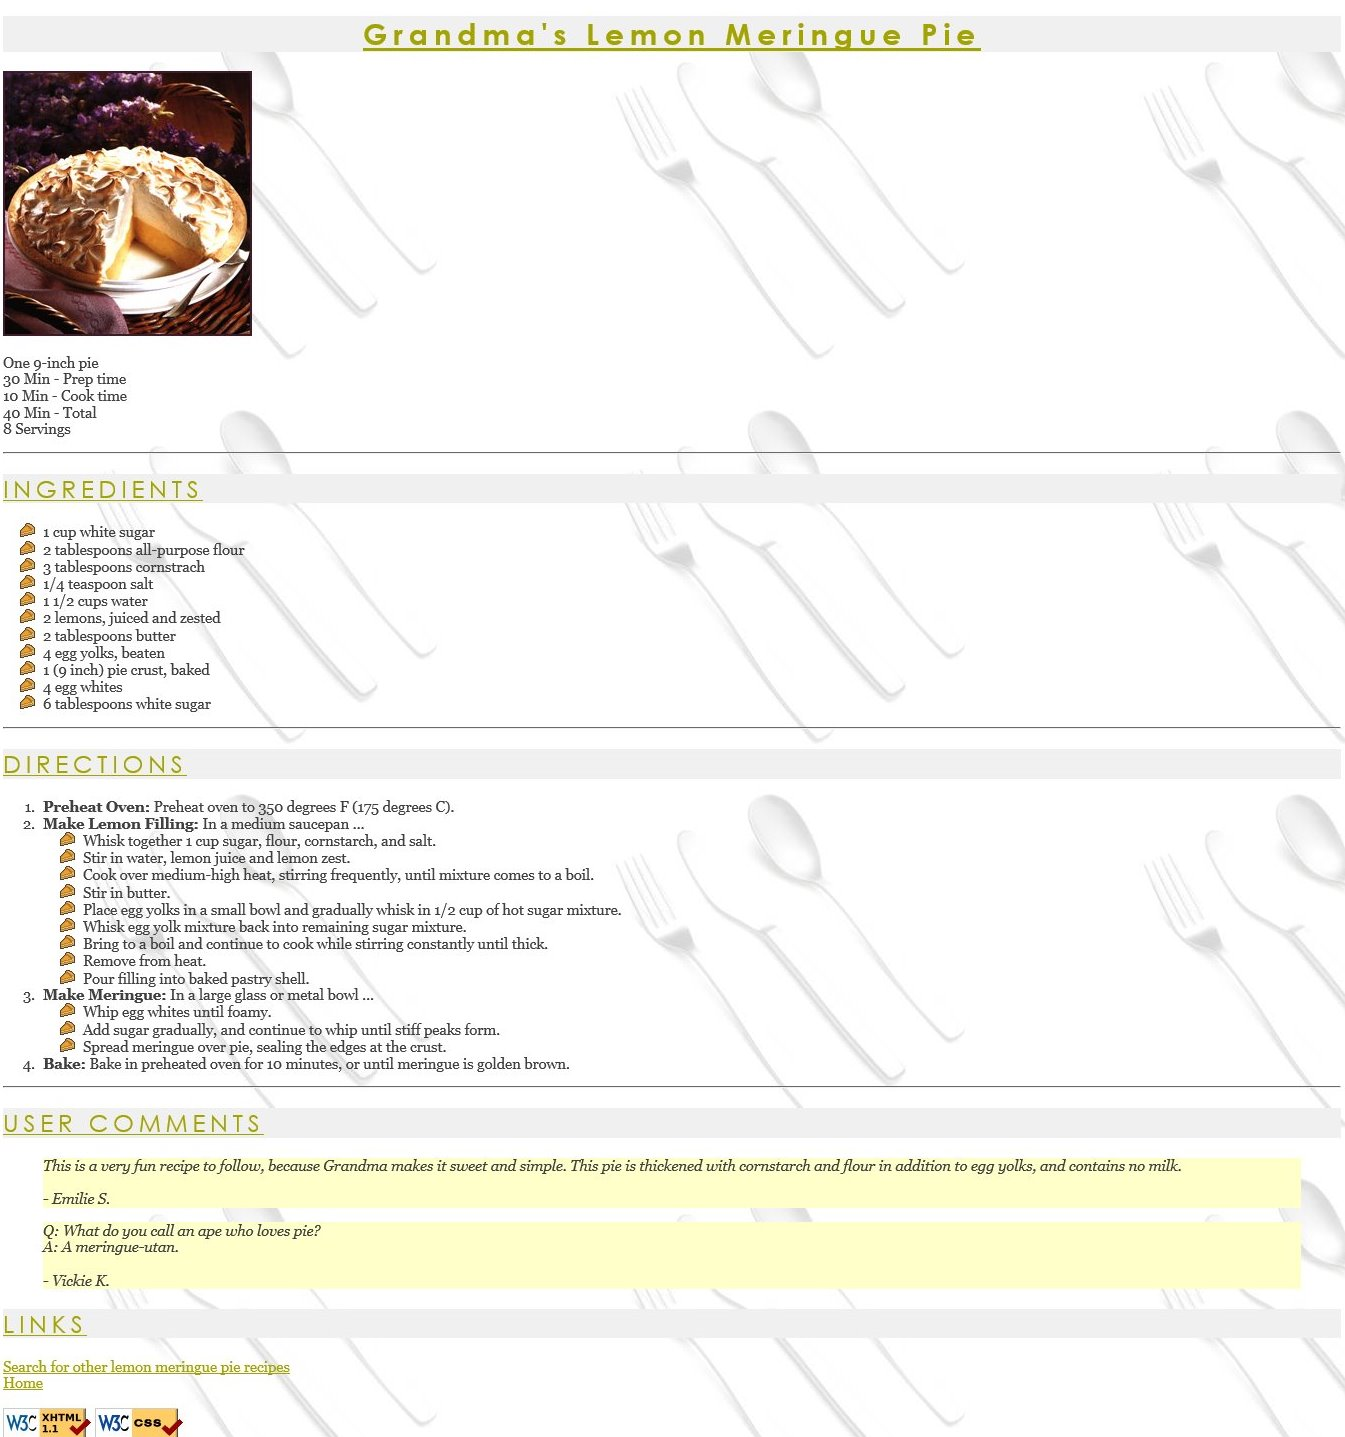 Grandma's Lemon Meringue Pie
One 9-inch pie
30 Min - Prep time
10 Min - Cook time
40 Min - Total
8 Servings
INGREDIENTS
1 cup white sugar
2 tablespoons all-purpose flour
3 tablespoons cornstrach
1/4 teaspoon salt
1 1/2 cups water
2 lemons, juiced and zested
2 tablespoons butter
4 egg yolks, beaten
1 (9 inch) pie crust, baked
4 egg whites
6 tablespoons white sugar
DIRECTIONS
1. Preheat Oven: Preheat oven to 350 degrees F (175 degrees C).
2. Make Lemon Filling: In a medium saucepan ...
Whisk together 1 cup sugar, flour, cornstarch, and salt.
Stir in water, lemon juice and lemon zest.
Cook over medium-high heat, stirring frequently, until mixture comes to a boil.
Stir in butter.
Place egg yolks in a small bowl and gradually whisk in 1/2 cup of hot sugar mixture.
Whisk egg yolk mixture back into remaining sugar mixture.
Bring to a boil and continue to cook while stirring constantly until thick.
Remove from heat.
Pour filling into baked pastry shell.
3. Make Meringue: In a large glass or metal bowl ...
Whip egg whites until foamy.
Add sugar gradually, and continue to whip until stiff peaks form.
Spread meringue over pie, sealing the edges at the crust.
4. Bake: Bake in preheated oven for 10 minutes, or until meringue is golden brown.
USER COMMENTS
This is a very fun recipe to follow, because Grandma makes it sweet and simple. This pie is thickened with cornstarch and flour in addition to egg yolks, and contains no milk.
- Emilie S.
Q: What do you call an ape who loves pie?
A: A meringue-utan.
- Vickie K.
LINKS
Search for other lemon meringue pie recipes
Home
W3C XHTML 1.1 W3C CSS